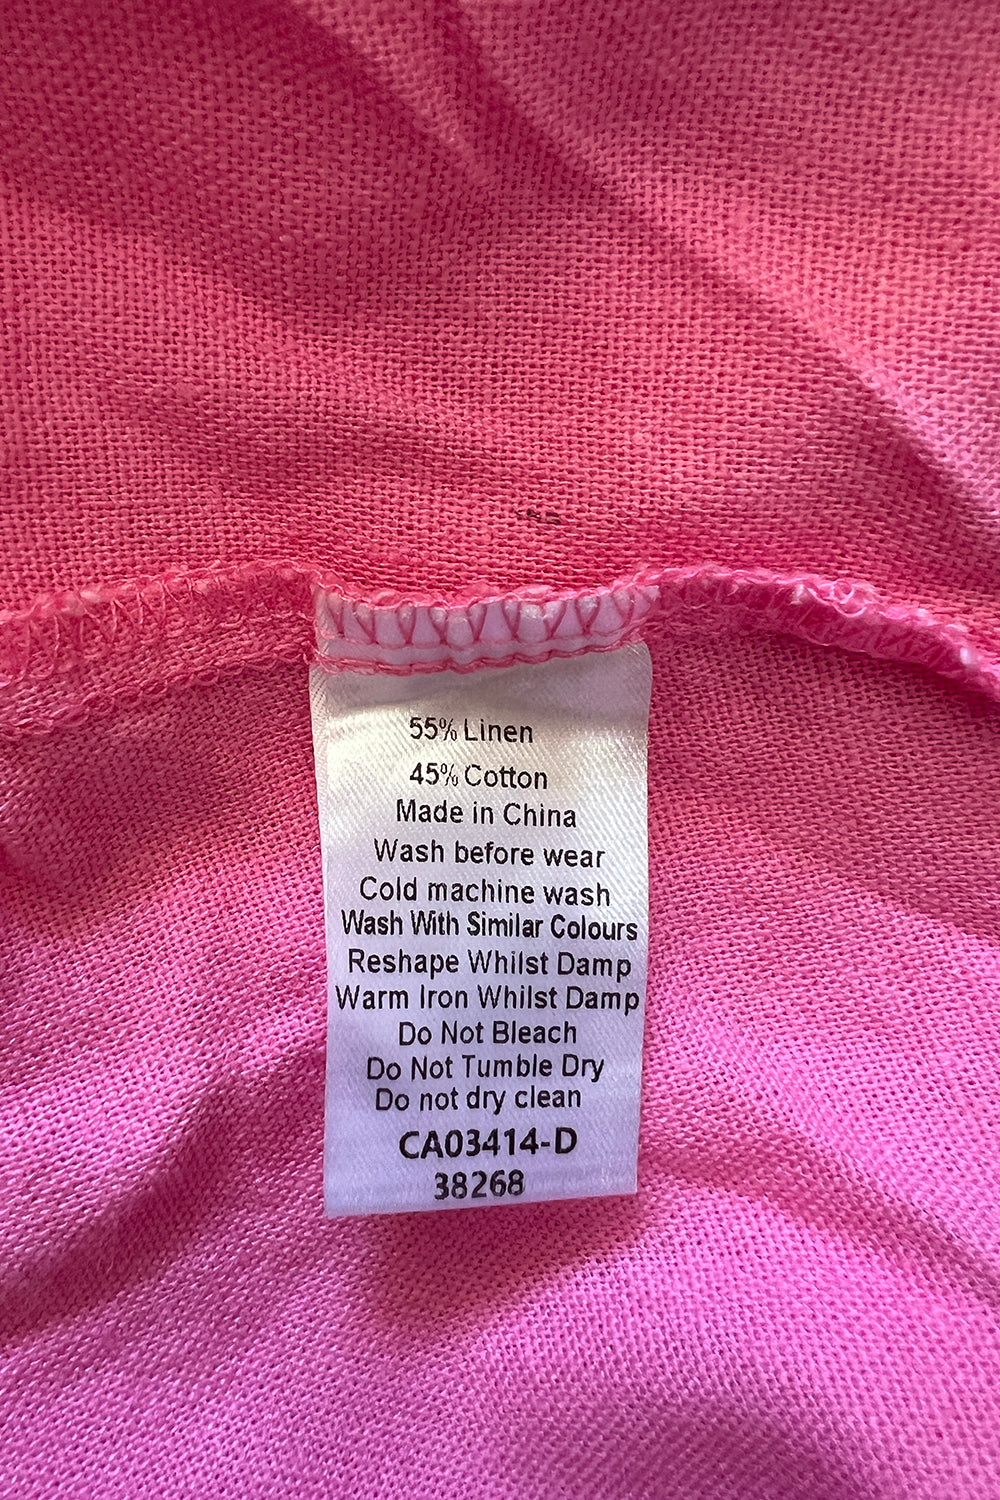 55% Linen
45% Cotton
Made in China
Wash before wear
Cold machine wash
Wash With Similar Colours
Reshape Whilst Damp
Warm Iron Whilst Damp
Do Not Bleach
Do Not Tumble Dry
Do not dry clean
CA03414-D
38268